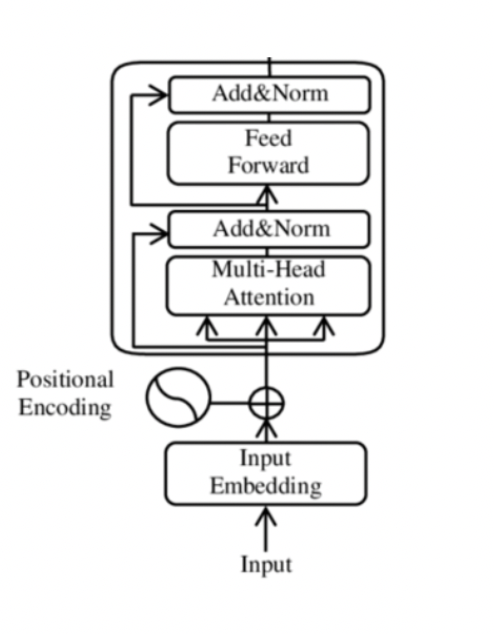 Add&Norm
Feed
Forward
Add&Norm
Multi-Head
Attention
Positional
Encoding
Input
Embedding
Input